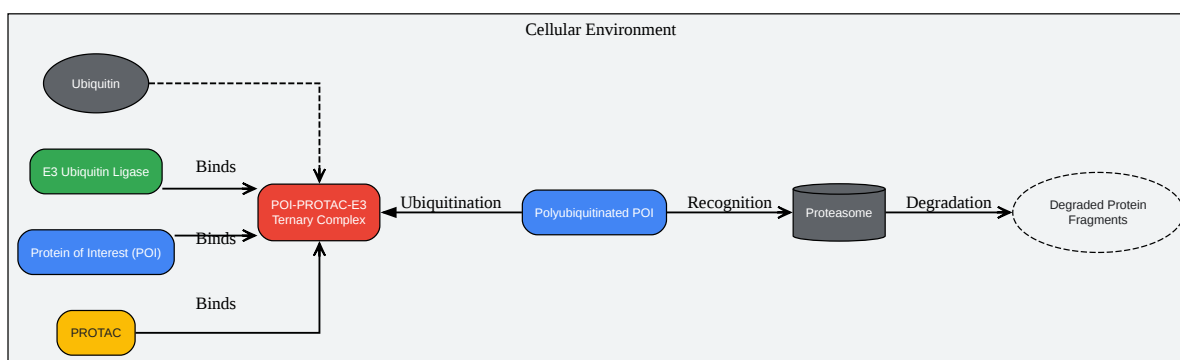 Cellular Environment
Ubiquitin
E3 Ubiquitin Ligase
Binds
Protein of Interest (POI)
Binds
PROTAC
Binds
POI-PROTAC-E3
Ternary Complex
Ubiquitination
Polyubiquitinated POI
Recognition
Proteasome
Degradation
Degraded Protein
Fragments